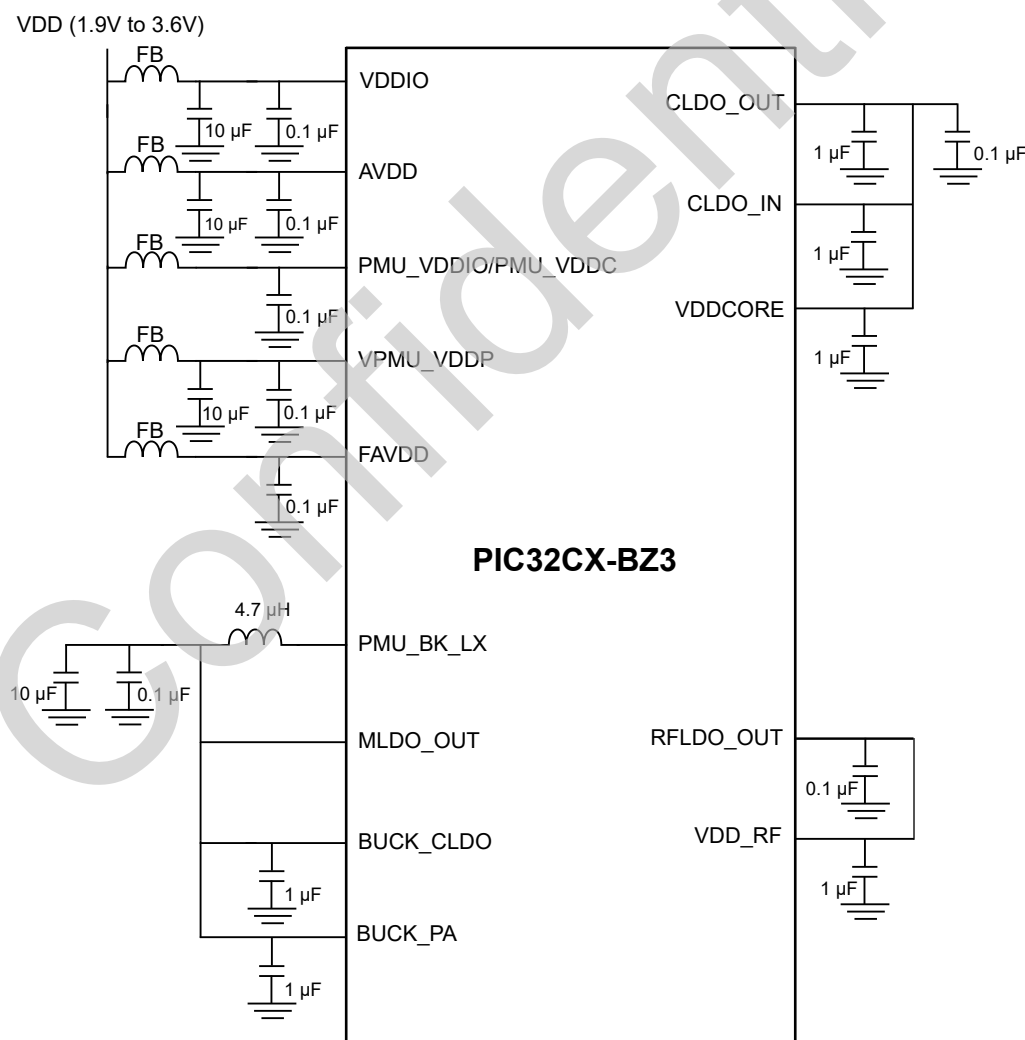 VDD (1.9V to 3.6V)
FB
VDDIO
10 µF
0.1 µF
FB
AVDD
10 µF
0.1 µF
FB
PMU_VDDIO/PMU_VDDC
0.1 µF
FB
VPMU_VDDP
10 µF
0.1 µF
FB
FAVDD
0.1 µF
CLDO_OUT
1 µF
0.1 µF
CLDO_IN
1 µF
VDDCORE
1 µF
PIC32CX-BZ3
4.7 µH
PMU_BK_LX
10 µF
0.1 µF
MLDO_OUT
BUCK_CLDO
1 µF
BUCK_PA
1 µF
RFLDO_OUT
0.1 µF
VDD_RF
1 µF
Confidenti